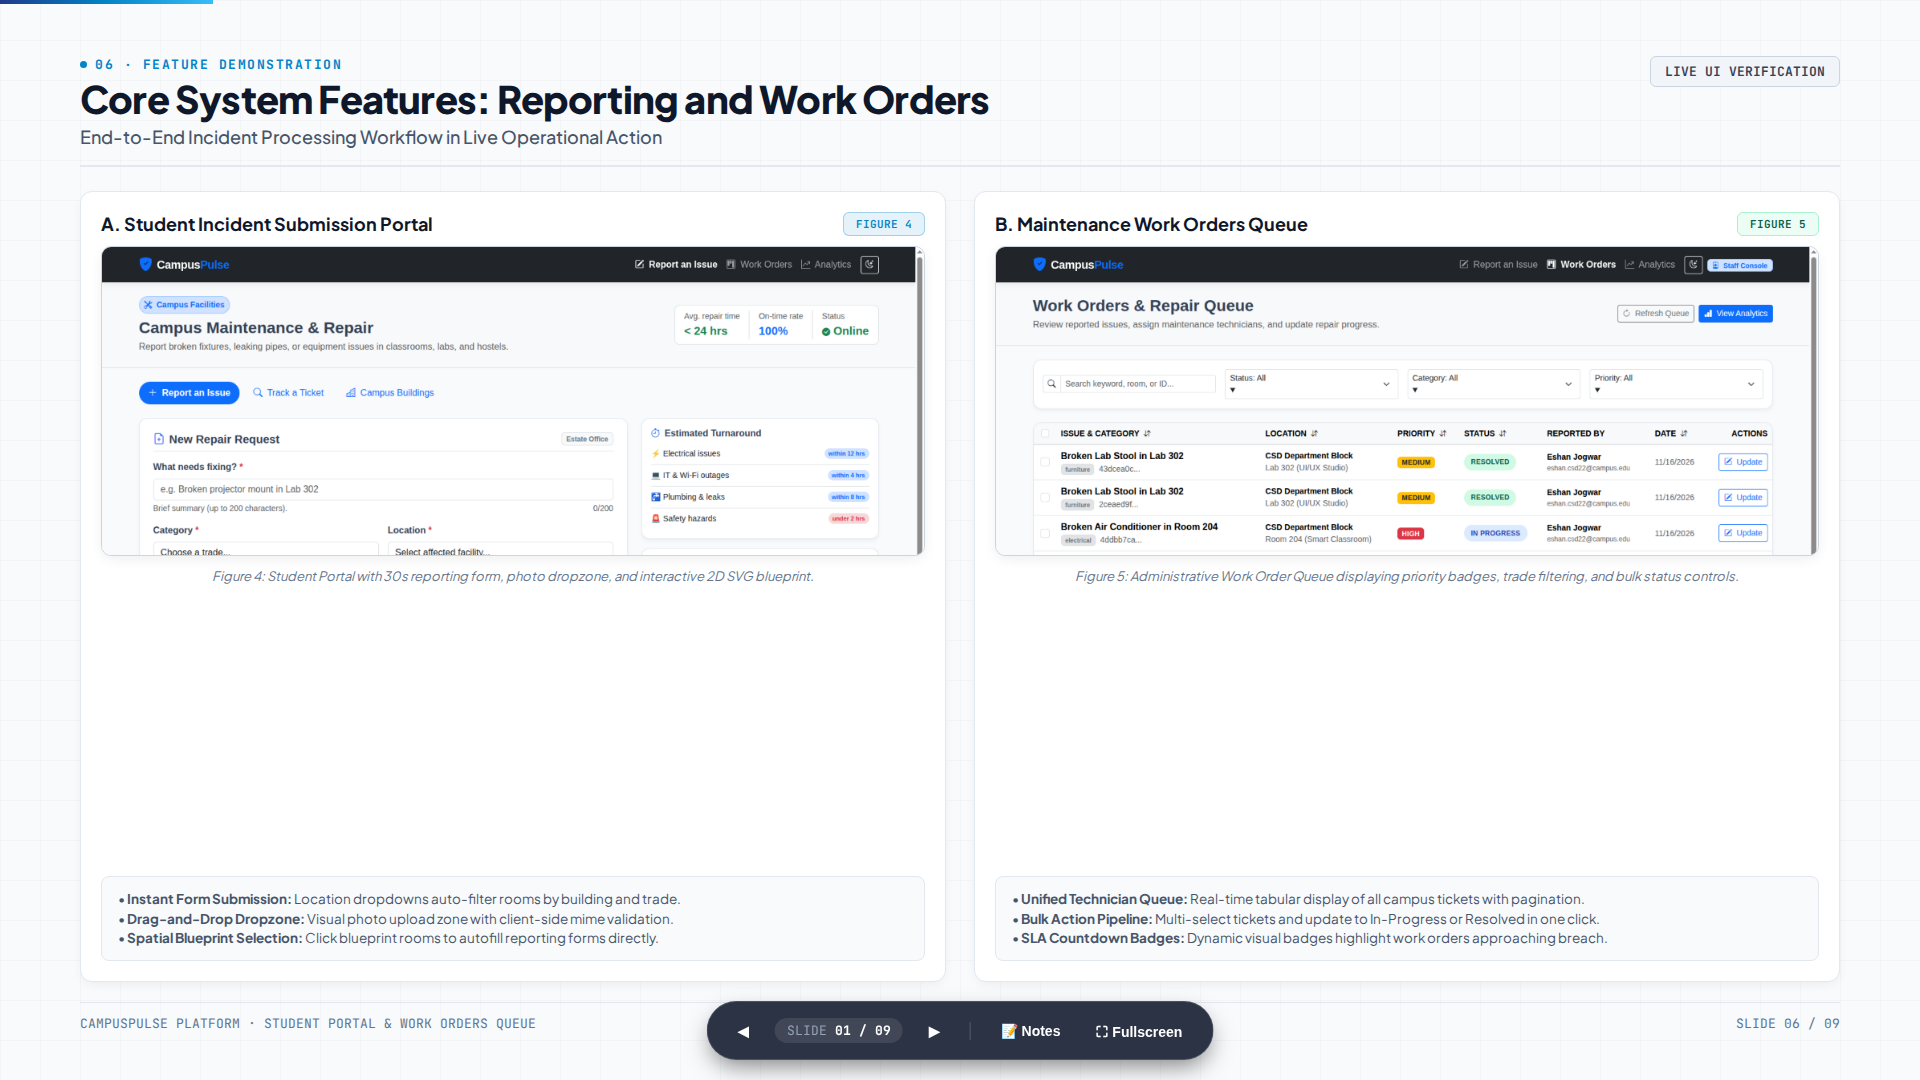 06 · FEATURE DEMONSTRATION
Core System Features: Reporting and Work Orders
End-to-End Incident Processing Workflow in Live Operational Action
LIVE UI VERIFICATION
A. Student Incident Submission Portal
FIGURE 4
CampusPulse
Report an Issue
Work Orders
Analytics
Campus Facilities
Campus Maintenance & Repair
Report broken fixtures, leaking pipes, or equipment issues in classrooms, labs, and hostels.
Avg. repair time
< 24 hrs
On-time rate
100%
Status
Online
Report an Issue
Track a Ticket
Campus Buildings
New Repair Request
Estate Office
What needs fixing? *
e.g. Broken projector mount in Lab 302
Brief summary (up to 200 characters).
0/200
Category *
Location *
Choose a trade...
Select affected facility...
Estimated Turnaround
Electrical issues
within 12 hrs
IT & Wi-Fi outages
within 4 hrs
Plumbing & leaks
within 8 hrs
Safety hazards
under 2 hrs
Figure 4: Student Portal with 30s reporting form, photo dropzone, and interactive 2D SVG blueprint.
• Instant Form Submission: Location dropdowns auto-filter rooms by building and trade.
• Drag-and-Drop Dropzone: Visual photo upload zone with client-side mime validation.
• Spatial Blueprint Selection: Click blueprint rooms to autofill reporting forms directly.
B. Maintenance Work Orders Queue
FIGURE 5
CampusPulse
Report an Issue
Work Orders
Analytics
Staff Console
Work Orders & Repair Queue
Review reported issues, assign maintenance technicians, and update repair progress.
Refresh Queue
View Analytics
Search keyword, room, or ID...
Status: All
Category: All
Priority: All
ISSUE & CATEGORY LOCATION PRIORITY STATUS REPORTED BY DATE ACTIONS
Broken Lab Stool in Lab 302 CSD Department Block MEDIUM RESOLVED Eshan Jogwar 11/16/2026 Update
furniture 43dcea0c... Lab 302 (UI/UX Studio) eshan.csd22@campus.edu
Broken Lab Stool in Lab 302 CSD Department Block MEDIUM RESOLVED Eshan Jogwar 11/16/2026 Update
furniture 2ceaed9f... Lab 302 (UI/UX Studio) eshan.csd22@campus.edu
Broken Air Conditioner in Room 204 CSD Department Block HIGH IN PROGRESS Eshan Jogwar 11/16/2026 Update
electrical 4ddbb7ca... Room 204 (Smart Classroom) eshan.csd22@campus.edu
Figure 5: Administrative Work Order Queue displaying priority badges, trade filtering, and bulk status controls.
• Unified Technician Queue: Real-time tabular display of all campus tickets with pagination.
• Bulk Action Pipeline: Multi-select tickets and update to In-Progress or Resolved in one click.
• SLA Countdown Badges: Dynamic visual badges highlight work orders approaching breach.
CAMPUSPULSE PLATFORM · STUDENT PORTAL & WORK ORDERS QUEUE
SLIDE 01 / 09
Notes
Fullscreen
SLIDE 06 / 09